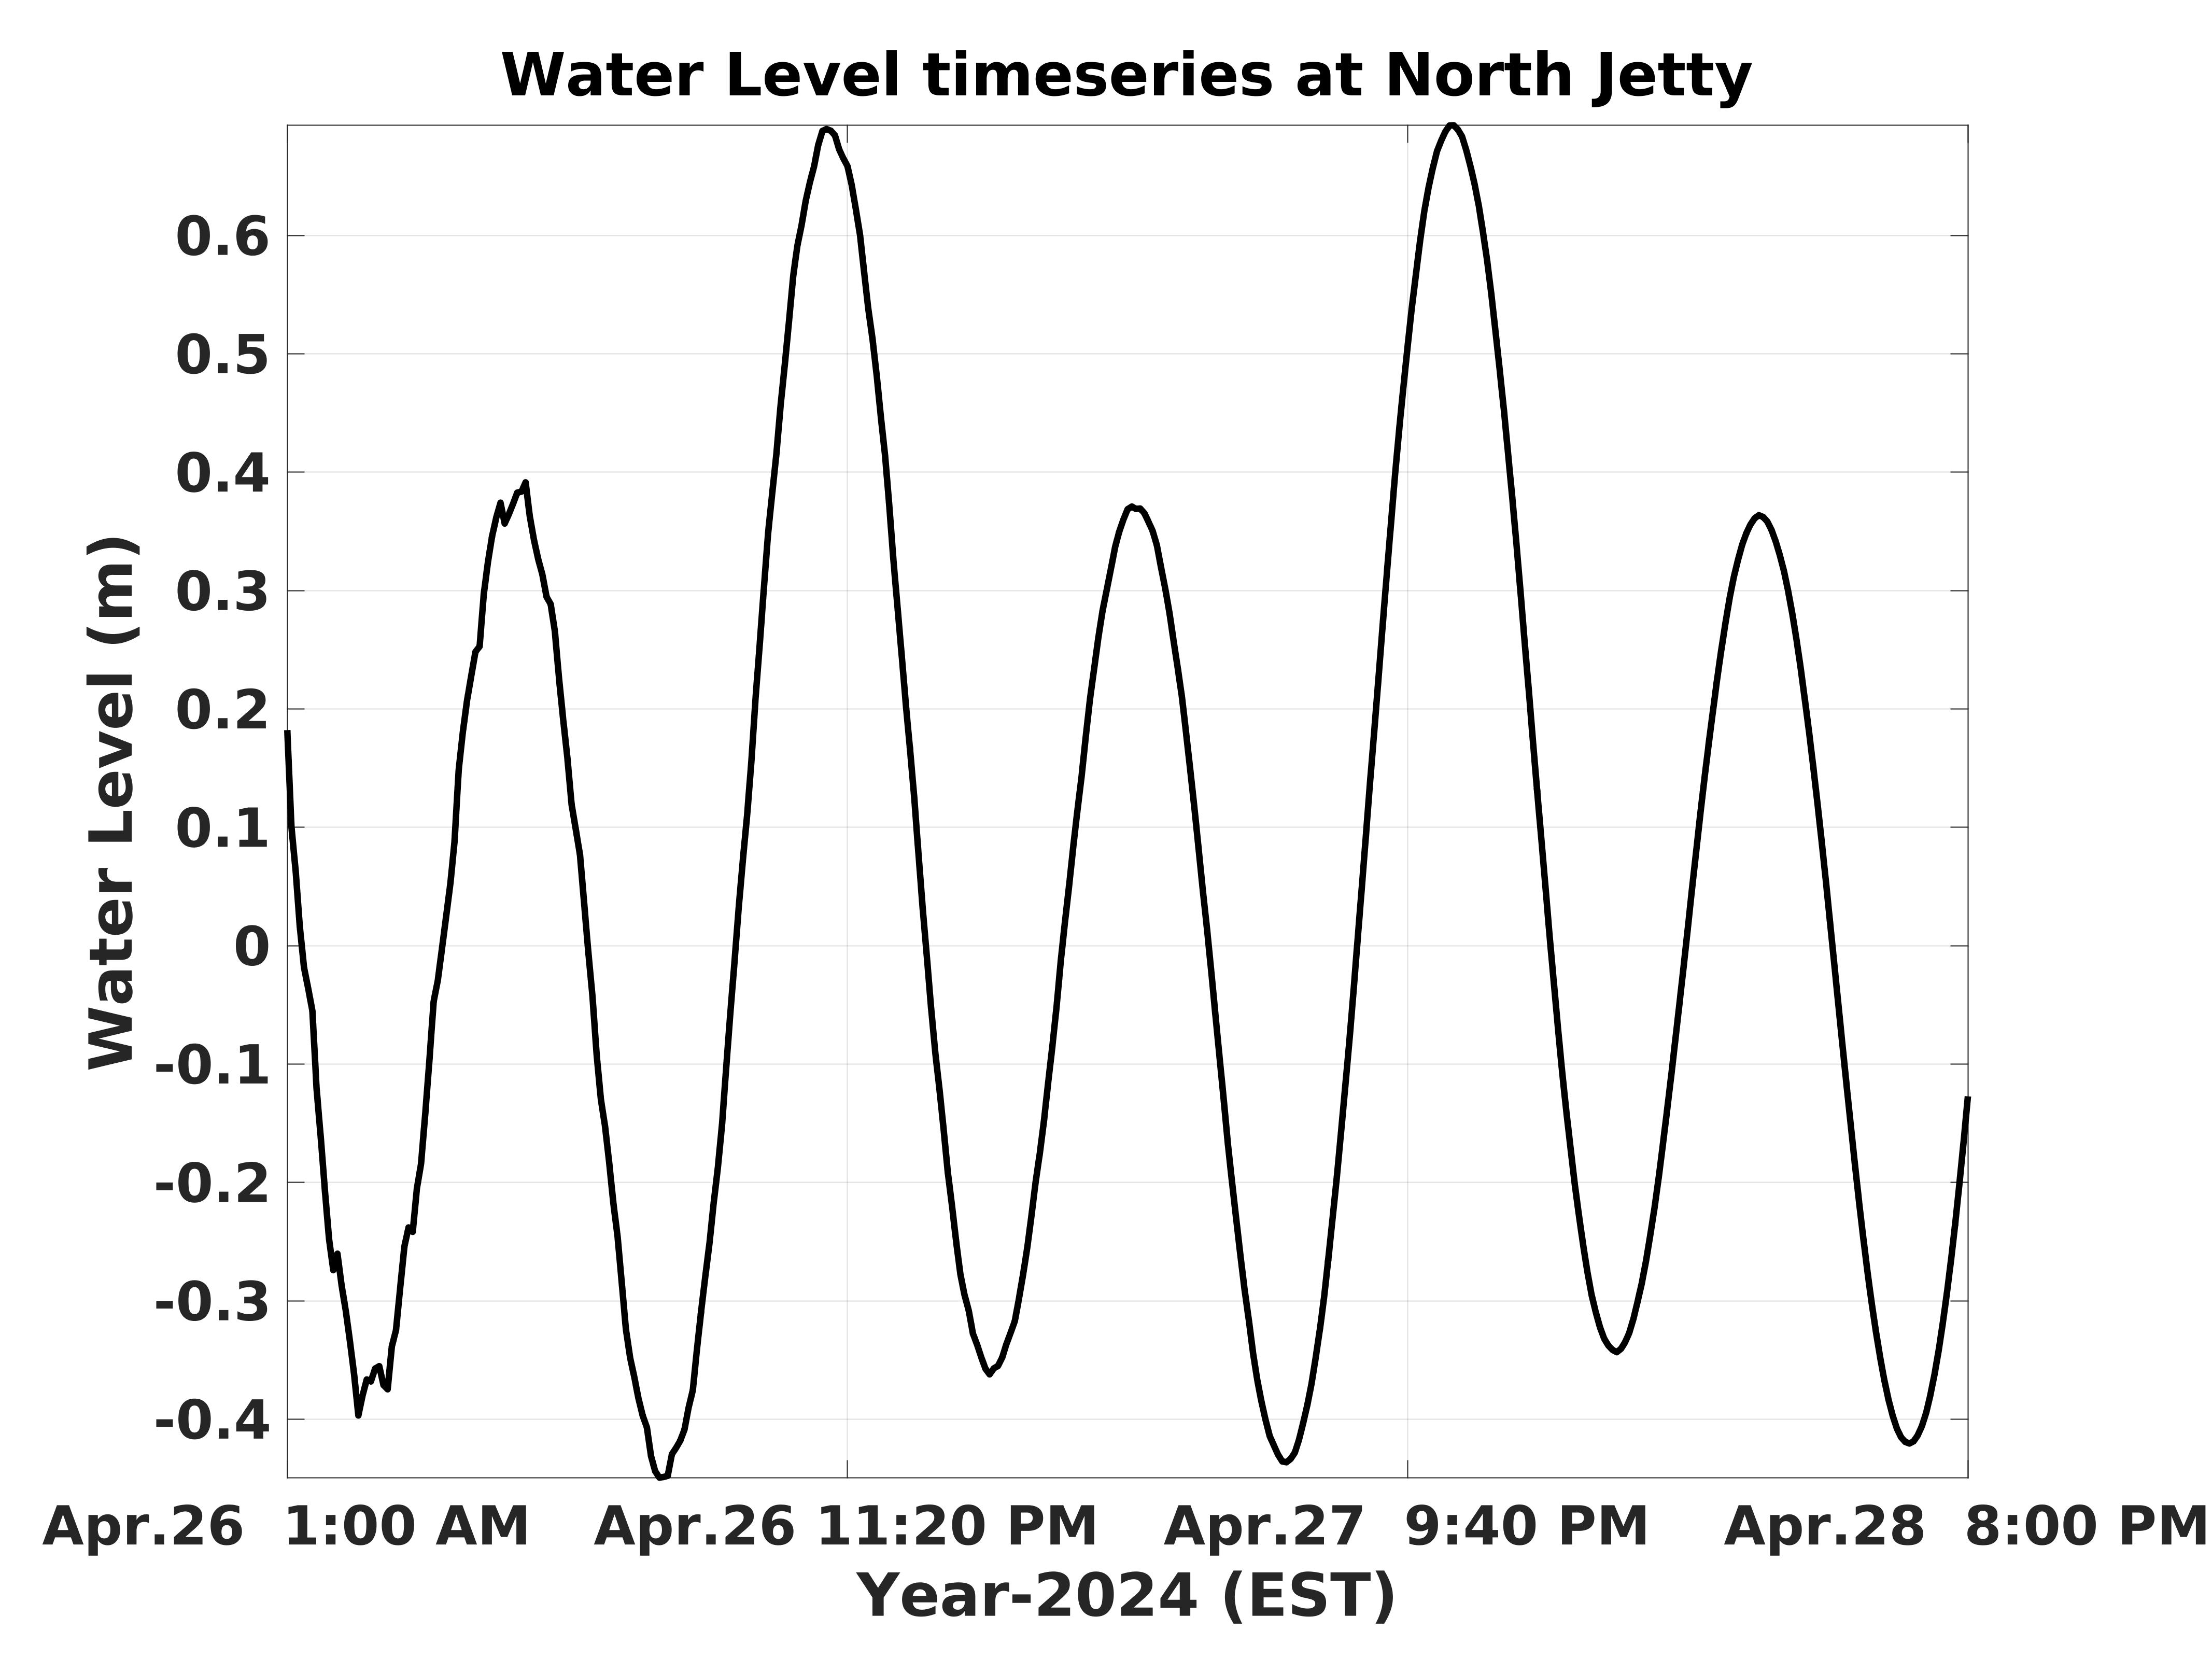 Water Level timeseries at North Jetty
Water Level (m)
0.6
0.5
0.4
0.3
0.2
0.1
0
-0.1
-0.2
-0.3
-0.4
Apr.26 1:00 AM Apr.26 11:20 PM Apr.27 9:40 PM Apr.28 8:00 PM
Year-2024 (EST)